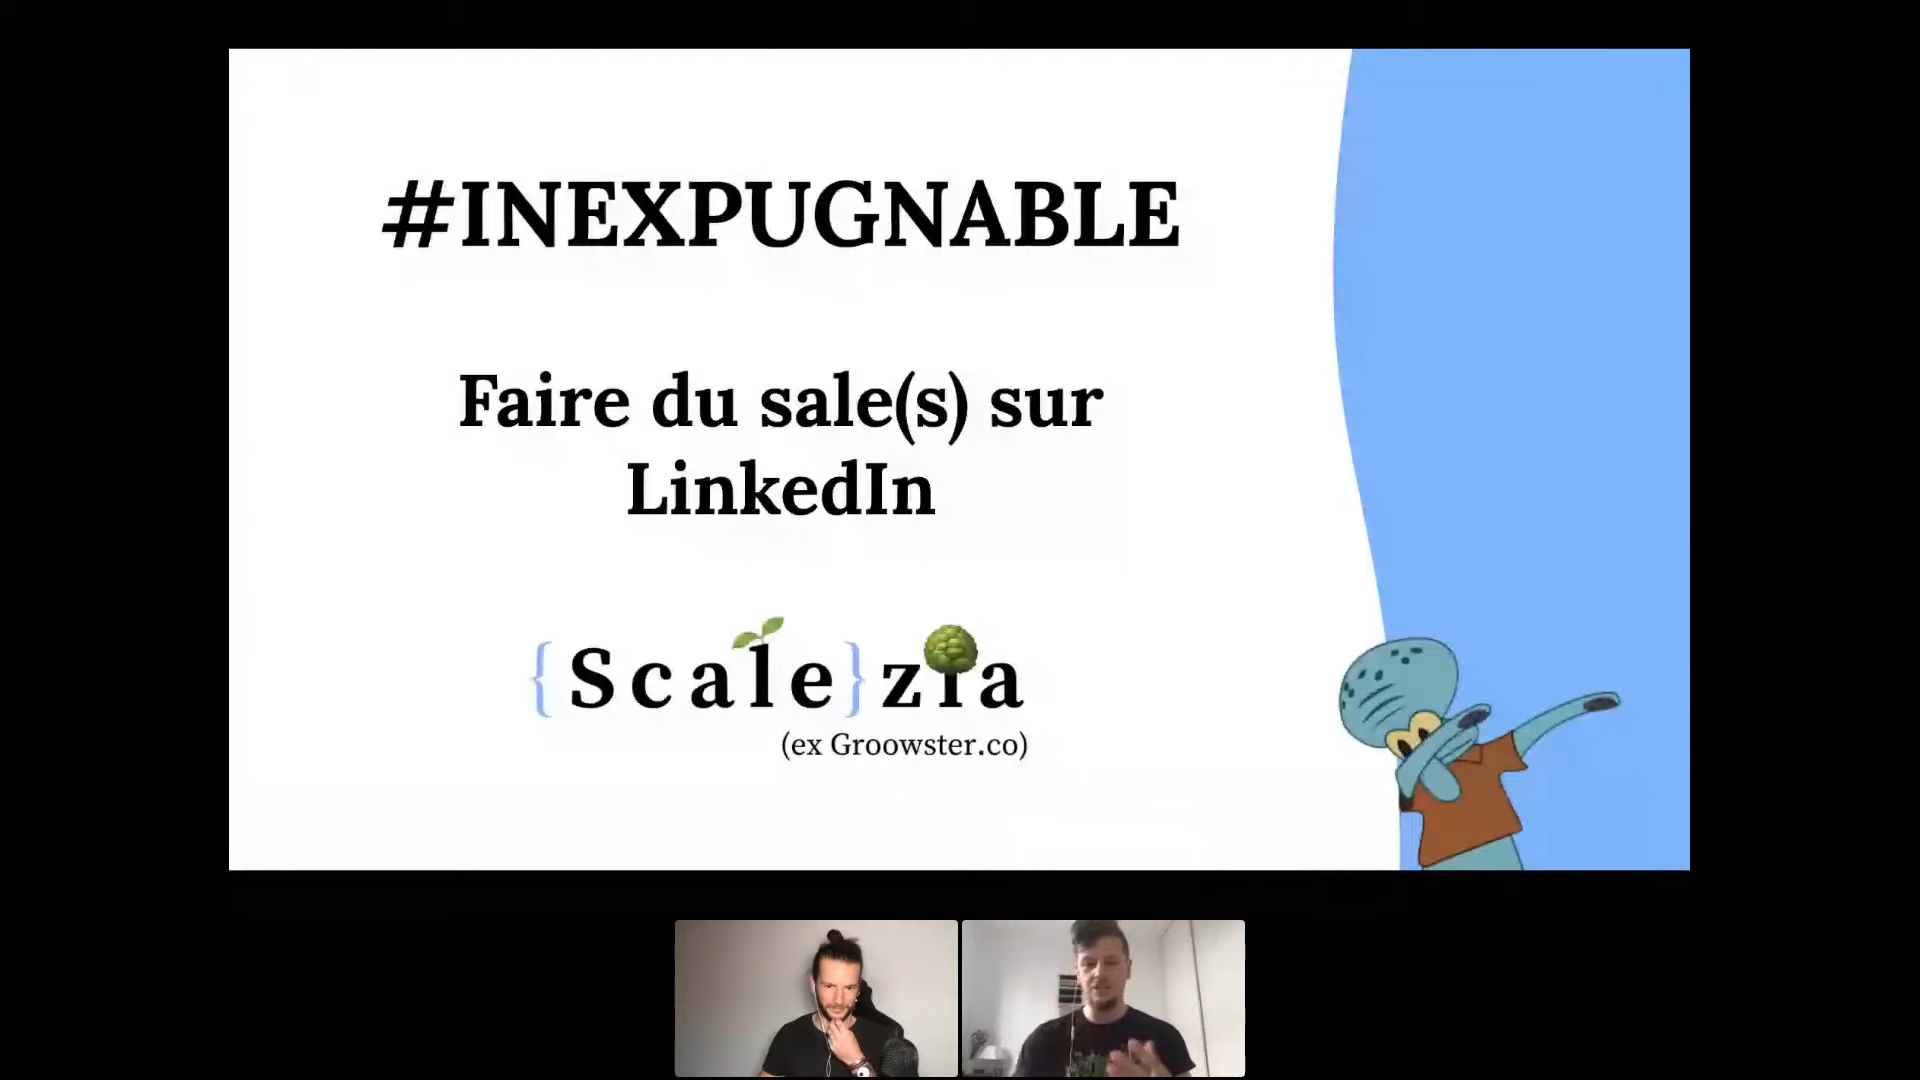 #INEXPUGNABLE
Faire du sale(s) sur
LinkedIn
{Scale}zia
(ex Groowster.co)